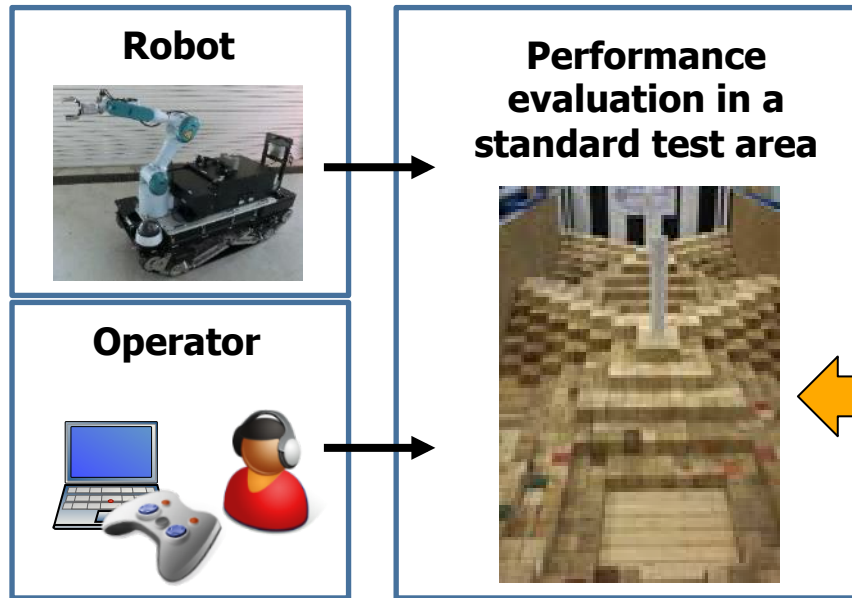 Robot
Operator
Performance
evaluation in a
standard test area